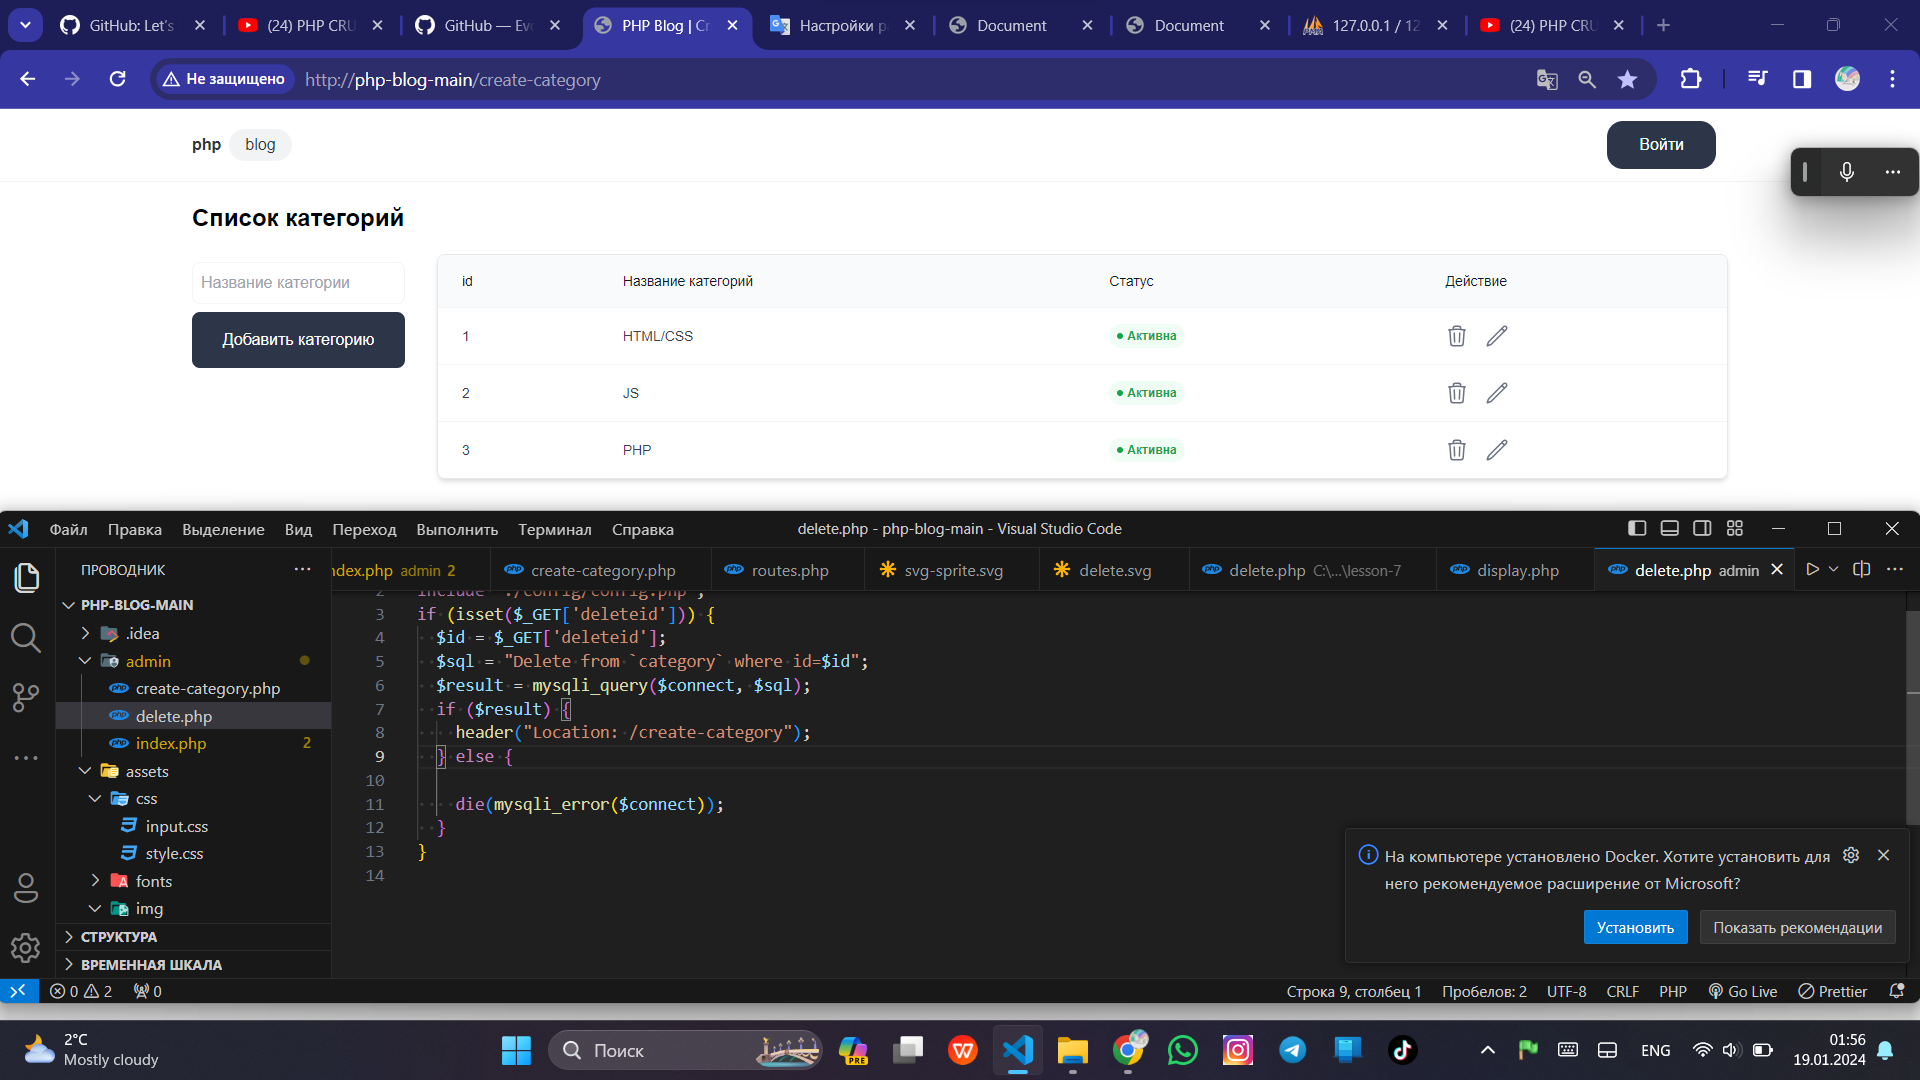 GitHub: Let's
(24) PHP CRU
GitHub — Evo
PHP Blog | Cr
Настройки р
Document
Document
127.0.0.1 / 12
(24) PHP CRU
Не защищено
http://php-blog-main/create-category
php blog
Войти
Список категорий
Название категории
Добавить категорию
id Название категорий Статус Действие
1 HTML/CSS Активна
2 JS Активна
3 PHP Активна
Файл Правка Выделение Вид Переход Выполнить Терминал Справка
delete.php - php-blog-main - Visual Studio Code
ПРОВОДНИК
ndex.php admin 2
create-category.php
routes.php
svg-sprite.svg
delete.svg
delete.php C:\...\lesson-7
display.php
delete.php admin
PHP-BLOG-MAIN
.idea
admin
create-category.php
delete.php
index.php 2
assets
css
input.css
style.css
fonts
img
СТРУКТУРА
ВРЕМЕННАЯ ШКАЛА
2 include './config/config.php';
3 if (isset($_GET['deleteid'])) {
4 $id = $_GET['deleteid'];
5 $sql = "Delete from `category` where id=$id";
6 $result = mysqli_query($connect, $sql);
7 if ($result) {
8 header("Location: /create-category");
9 } else {
10
11 die(mysqli_error($connect));
12 }
13 }
14
На компьютере установлено Docker. Хотите установить для
него рекомендуемое расширение от Microsoft?
Установить
Показать рекомендации
0 2 0
Строка 9, столбец 1 Пробелов: 2 UTF-8 CRLF PHP Go Live Prettier
2°C
Mostly cloudy
Поиск
PRE
ENG
01:56
19.01.2024